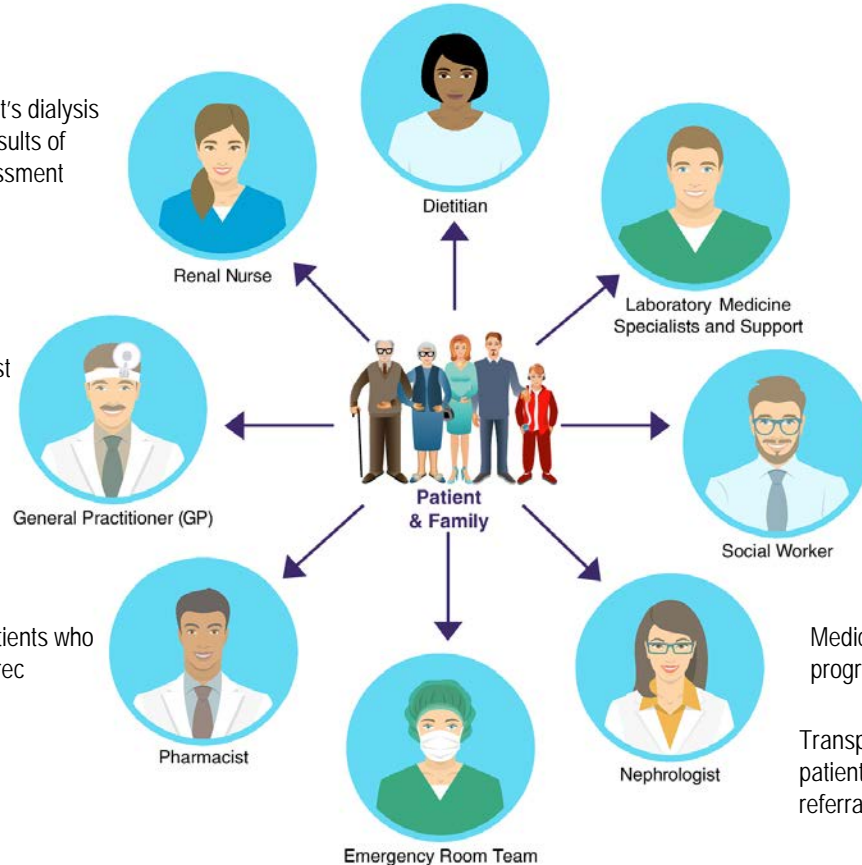 t's dialysis
sults of
ssment
Dietitian
Renal Nurse
Laboratory Medicine
Specialists and Support
st
General Practitioner (GP)
Patient
& Family
Social Worker
tients who
rec
Pharmacist
Medic
progr
Nephrologist
Transp
patient
referra
Emergency Room Team